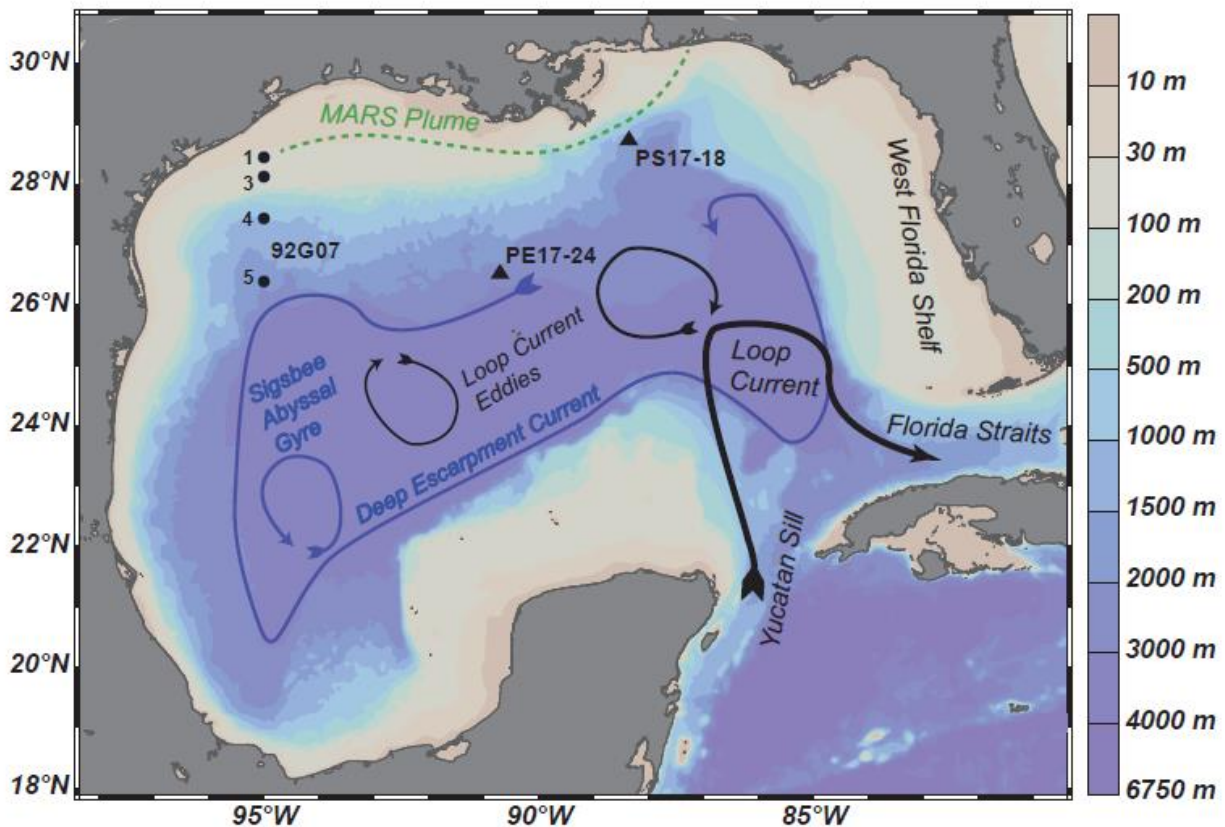 30°N
28°N
26°N
24°N
22°N
20°N
18°N
95°W
90°W
85°W
MARS Plume
1
3
4
92G07
5
PS17-18
PE17-24
West Florida
Shelf
Loop Current
Eddies
Loop
Current
Florida Straits
Sigsbee
Abyssal
Gyre
Deep Escarpment Current
Yucatan Sill
10 m
30 m
100 m
200 m
500 m
1000 m
1500 m
2000 m
3000 m
4000 m
6750 m